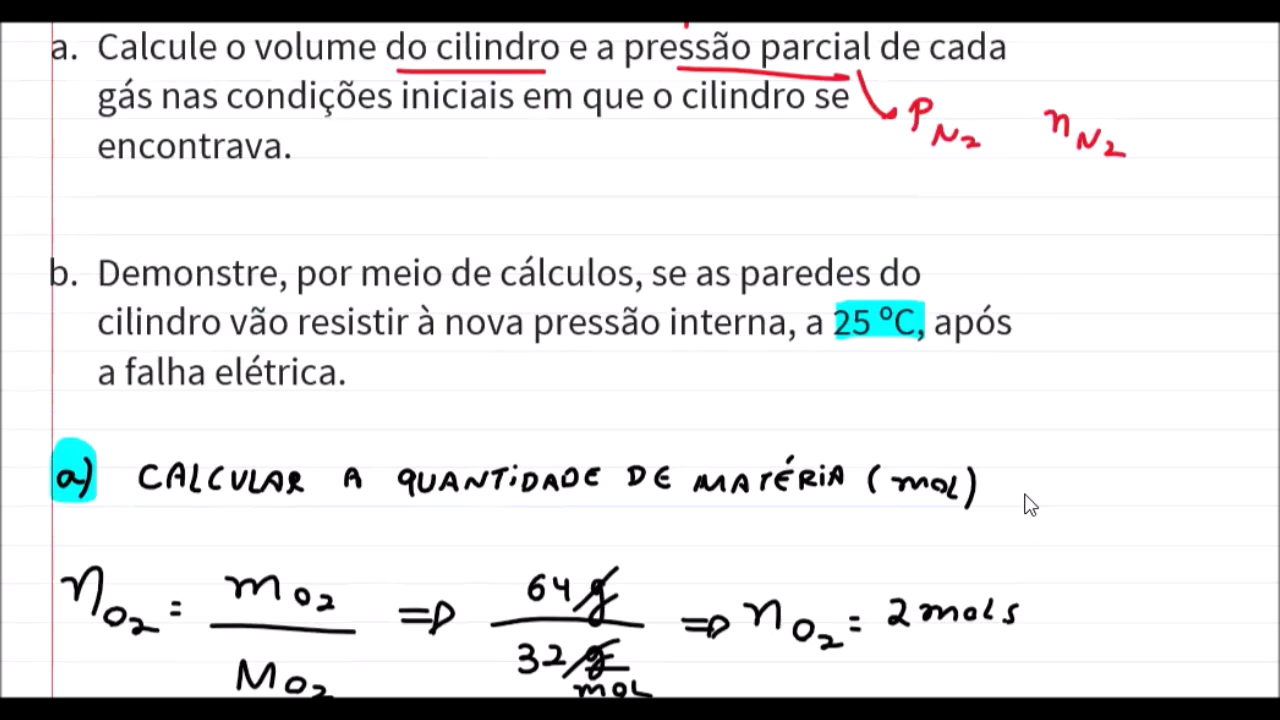 a. Calcule o volume do cilindro e a pressão parcial de cada
gás nas condições iniciais em que o cilindro se
encontrava.
P N2 n N2
b. Demonstre, por meio de cálculos, se as paredes do
cilindro vão resistir à nova pressão interna, a 25 °C, após
a falha elétrica.
a) CALCULAR A QUANTIDADE DE MATÉRIA (mol)
n O2 = m O2 / M O2 => 64 g / 32 g/mol => n O2 = 2 mols